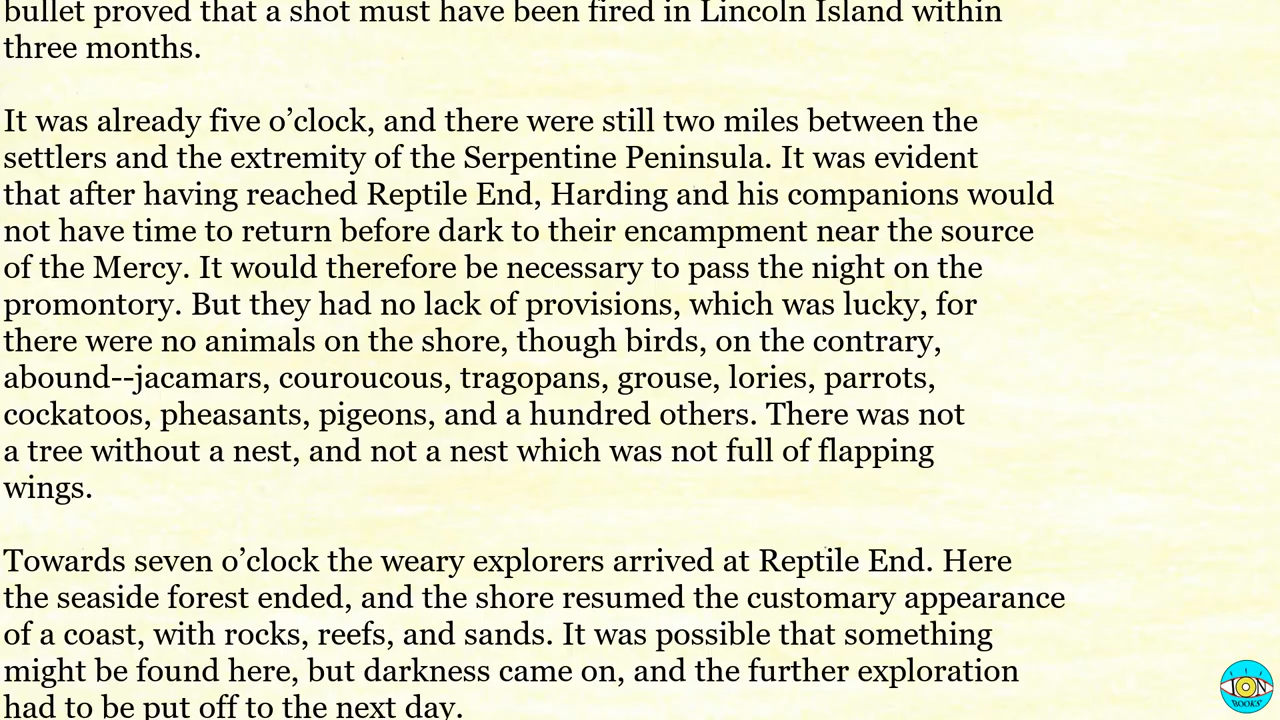 bullet proved that a shot must have been fired in Lincoln Island within
three months.
It was already five o’clock, and there were still two miles between the
settlers and the extremity of the Serpentine Peninsula. It was evident
that after having reached Reptile End, Harding and his companions would
not have time to return before dark to their encampment near the source
of the Mercy. It would therefore be necessary to pass the night on the
promontory. But they had no lack of provisions, which was lucky, for
there were no animals on the shore, though birds, on the contrary,
abound--jacamars, couroucous, tragopans, grouse, lories, parrots,
cockatoos, pheasants, pigeons, and a hundred others. There was not
a tree without a nest, and not a nest which was not full of flapping
wings.
Towards seven o’clock the weary explorers arrived at Reptile End. Here
the seaside forest ended, and the shore resumed the customary appearance
of a coast, with rocks, reefs, and sands. It was possible that something
might be found here, but darkness came on, and the further exploration
had to be put off to the next day.
ION
BOOKS